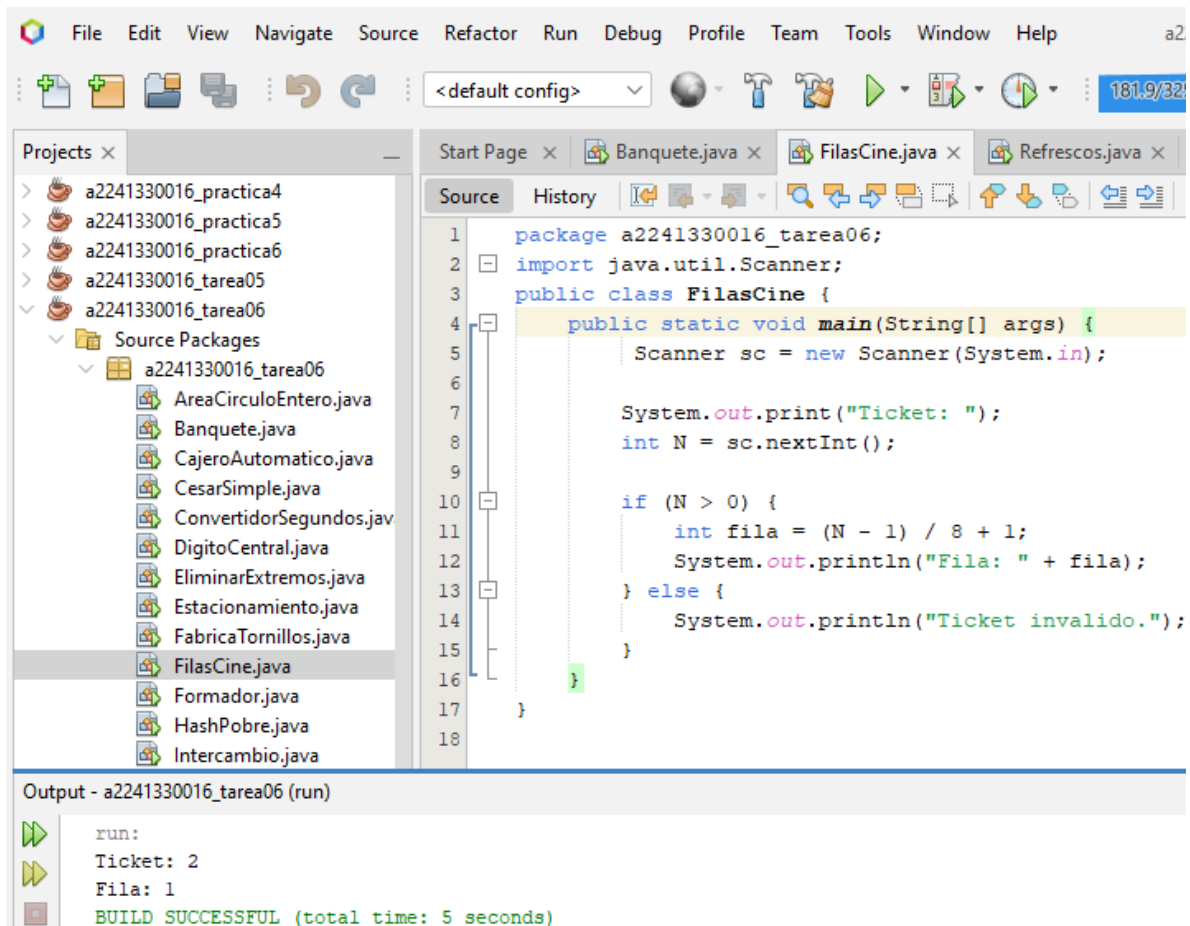 File Edit View Navigate Source Refactor Run Debug Profile Team Tools Window Help a2
<default config> 181.9/325
Projects
Start Page Banquete.java FilasCine.java Refrescos.java
Source History
a2241330016_practica4
a2241330016_practica5
a2241330016_practica6
a2241330016_tarea05
a2241330016_tarea06
Source Packages
a2241330016_tarea06
AreaCirculoEntero.java
Banquete.java
CajeroAutomatico.java
CesarSimple.java
ConvertidorSegundos.jav
DigitoCentral.java
EliminarExtremos.java
Estacionamiento.java
FabricaTornillos.java
FilasCine.java
Formador.java
HashPobre.java
Intercambio.java
1 package a2241330016_tarea06;
2 import java.util.Scanner;
3 public class FilasCine {
4 public static void main(String[] args) {
5 Scanner sc = new Scanner(System.in);
6
7 System.out.print("Ticket: ");
8 int N = sc.nextInt();
9
10 if (N > 0) {
11 int fila = (N - 1) / 8 + 1;
12 System.out.println("Fila: " + fila);
13 } else {
14 System.out.println("Ticket invalido.");
15 }
16 }
17 }
18
Output - a2241330016_tarea06 (run)
run:
Ticket: 2
Fila: 1
BUILD SUCCESSFUL (total time: 5 seconds)